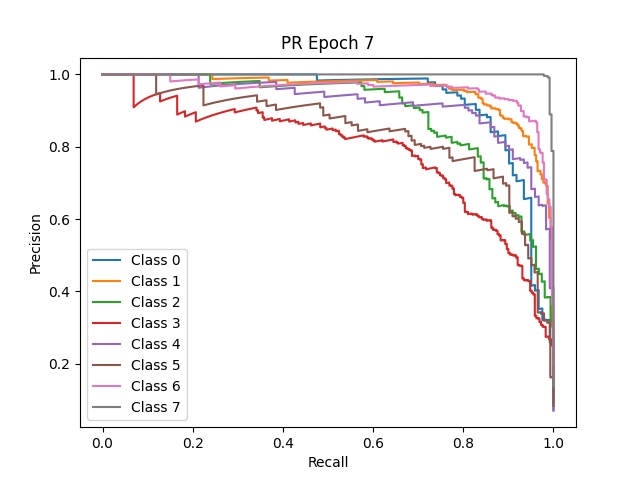 PR Epoch 7
1.0
0.8
0.6
0.4
0.2
Precision
Class 0
Class 1
Class 2
Class 3
Class 4
Class 5
Class 6
Class 7
0.0 0.2 0.4 0.6 0.8 1.0
Recall